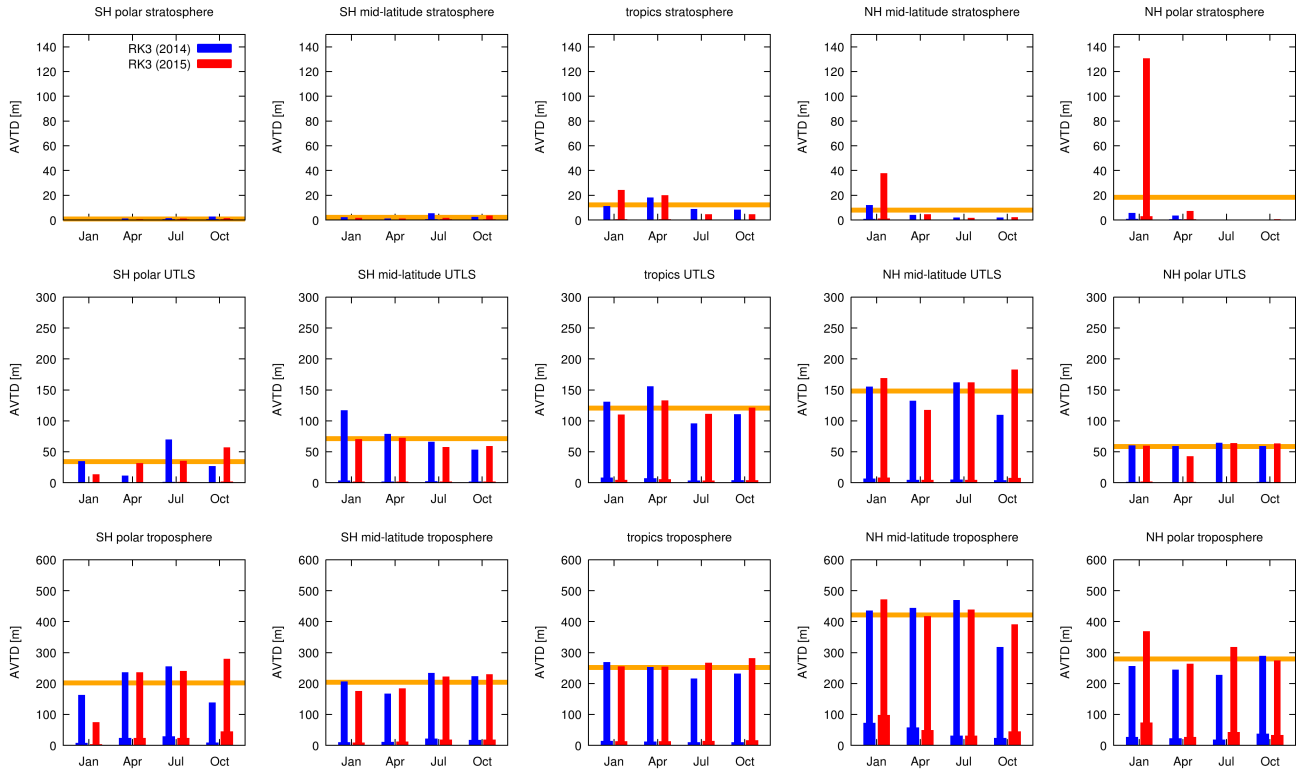 SH polar stratosphere
AVTD [m]
140
120
100
80
60
40
20
0
Jan Apr Jul Oct
RK3 (2014)
RK3 (2015)
SH mid-latitude stratosphere
AVTD [m]
140
120
100
80
60
40
20
0
Jan Apr Jul Oct
tropics stratosphere
AVTD [m]
140
120
100
80
60
40
20
0
Jan Apr Jul Oct
NH mid-latitude stratosphere
AVTD [m]
140
120
100
80
60
40
20
0
Jan Apr Jul Oct
NH polar stratosphere
AVTD [m]
140
120
100
80
60
40
20
0
Jan Apr Jul Oct
SH polar UTLS
AVTD [m]
300
250
200
150
100
50
0
Jan Apr Jul Oct
SH mid-latitude UTLS
AVTD [m]
300
250
200
150
100
50
0
Jan Apr Jul Oct
tropics UTLS
AVTD [m]
300
250
200
150
100
50
0
Jan Apr Jul Oct
NH mid-latitude UTLS
AVTD [m]
300
250
200
150
100
50
0
Jan Apr Jul Oct
NH polar UTLS
AVTD [m]
300
250
200
150
100
50
0
Jan Apr Jul Oct
SH polar troposphere
AVTD [m]
600
500
400
300
200
100
0
Jan Apr Jul Oct
SH mid-latitude troposphere
AVTD [m]
600
500
400
300
200
100
0
Jan Apr Jul Oct
tropics troposphere
AVTD [m]
600
500
400
300
200
100
0
Jan Apr Jul Oct
NH mid-latitude troposphere
AVTD [m]
600
500
400
300
200
100
0
Jan Apr Jul Oct
NH polar troposphere
AVTD [m]
600
500
400
300
200
100
0
Jan Apr Jul Oct